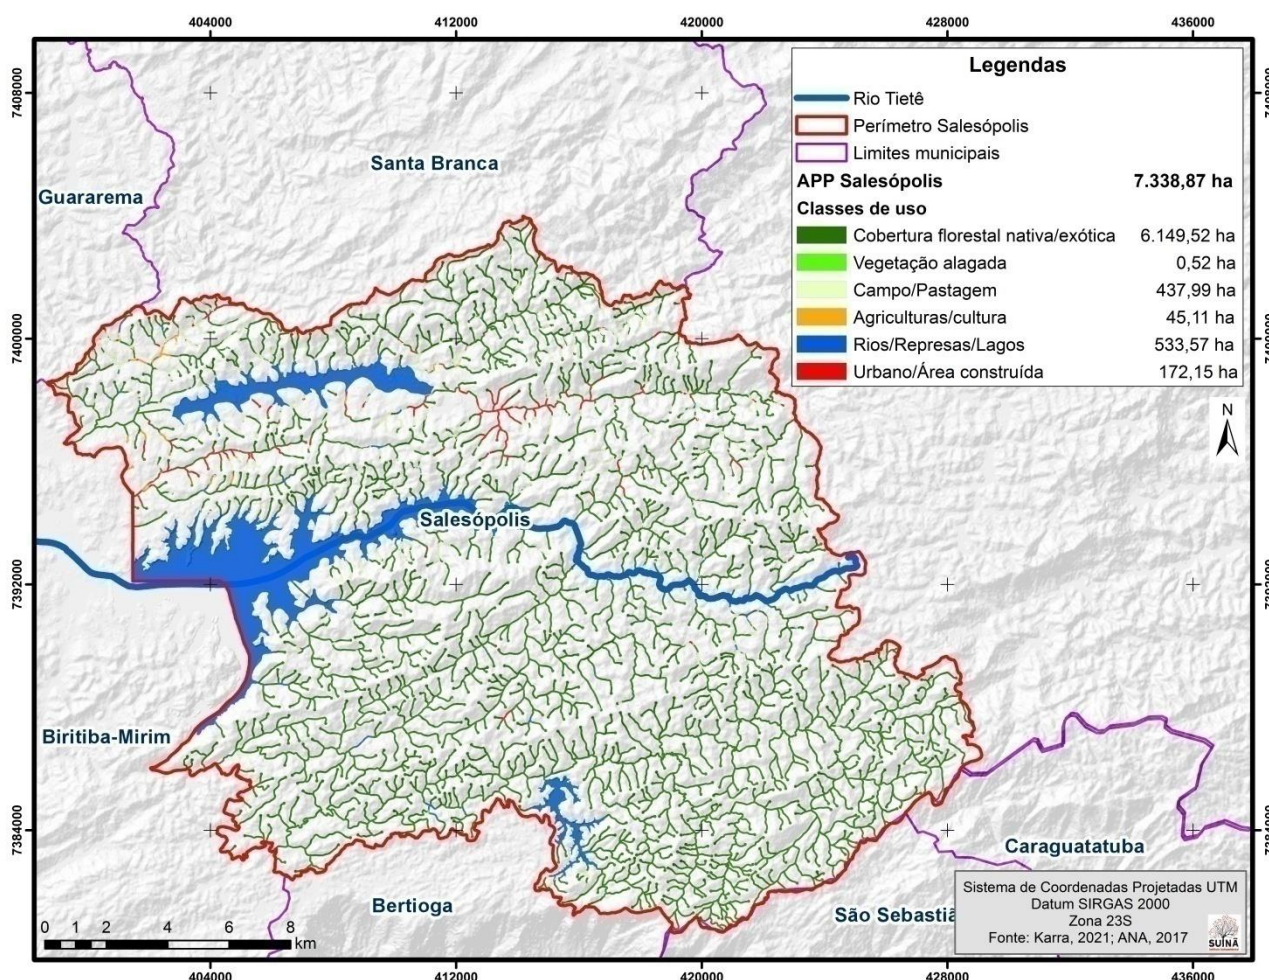 404000 412000 420000 428000 436000
7408000
7408000
Legendas
Rio Tietê
Perímetro Salesópolis
Limites municipais
APP Salesópolis 7.338,87 ha
Classes de uso
Cobertura florestal nativa/exótica 6.149,52 ha
Vegetação alagada 0,52 ha
Campo/Pastagem 437,99 ha
Agriculturas/cultura 45,11 ha
Rios/Represas/Lagos 533,57 ha
Urbano/Área construída 172,15 ha
Santa Branca
Guararema
7400000
7400000
N
Salesópolis
7392000
7392000
Biritiba-Mirim
7384000
7384000
Caraguatatuba
Bertioga
São Sebastiã
Sistema de Coordenadas Projetadas UTM
Datum SIRGAS 2000
Zona 23S
Fonte: Karra, 2021; ANA, 2017
SUINÃ
0 1 2 4 6 8
km
404000 412000 420000 428000 436000